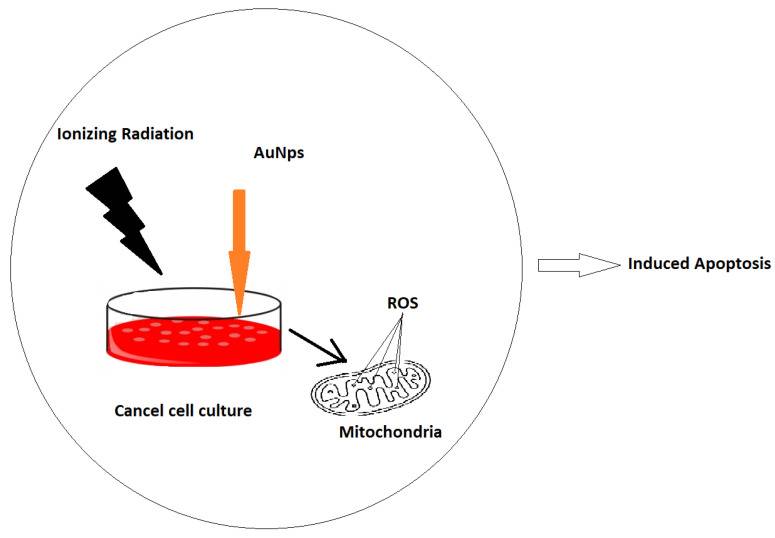 Ionizing Radiation
AuNps
Induced Apoptosis
ROS
Cancel cell culture
Mitochondria